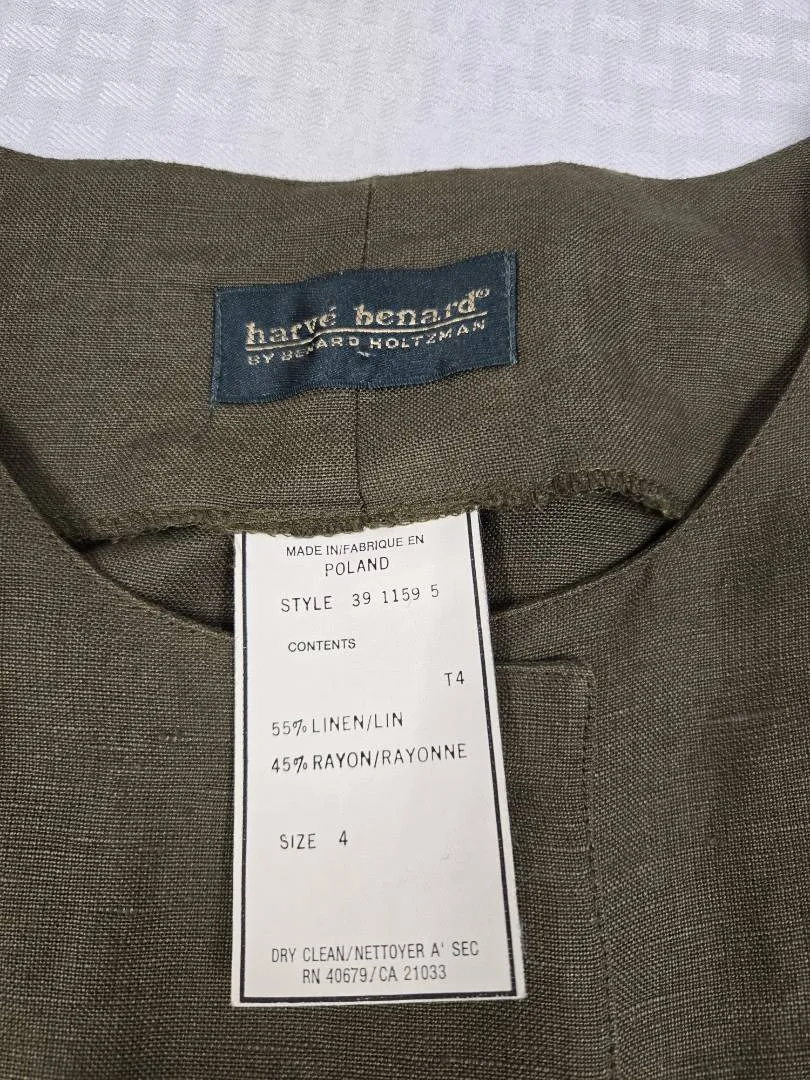 harvé benard®
BY BENARD HOLTZMAN
MADE IN/FABRIQUE EN
POLAND
STYLE 39 1159 5
CONTENTS
T4
55% LINEN/LIN
45% RAYON/RAYONNE
SIZE 4
DRY CLEAN/NETTOYER A' SEC
RN 40679/CA 21033